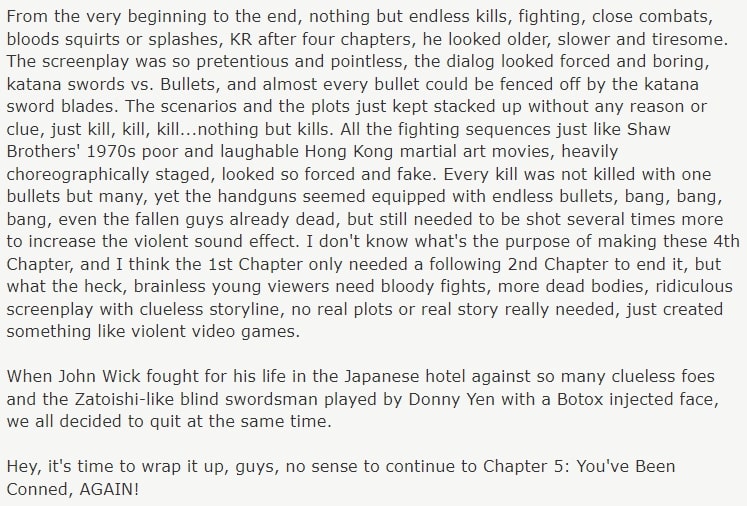 From the very beginning to the end, nothing but endless kills, fighting, close combats,
bloods squirts or splashes, KR after four chapters, he looked older, slower and tiresome.
The screenplay was so pretentious and pointless, the dialog looked forced and boring,
katana swords vs. Bullets, and almost every bullet could be fenced off by the katana
sword blades. The scenarios and the plots just kept stacked up without any reason or
clue, just kill, kill, kill...nothing but kills. All the fighting sequences just like Shaw
Brothers' 1970s poor and laughable Hong Kong martial art movies, heavily
choreographically staged, looked so forced and fake. Every kill was not killed with one
bullets but many, yet the handguns seemed equipped with endless bullets, bang, bang,
bang, even the fallen guys already dead, but still needed to be shot several times more
to increase the violent sound effect. I don't know what's the purpose of making these 4th
Chapter, and I think the 1st Chapter only needed a following 2nd Chapter to end it, but
what the heck, brainless young viewers need bloody fights, more dead bodies, ridiculous
screenplay with clueless storyline, no real plots or real story really needed, just created
something like violent video games.
When John Wick fought for his life in the Japanese hotel against so many clueless foes
and the Zatoishi-like blind swordsman played by Donny Yen with a Botox injected face,
we all decided to quit at the same time.
Hey, it's time to wrap it up, guys, no sense to continue to Chapter 5: You've Been
Conned, AGAIN!